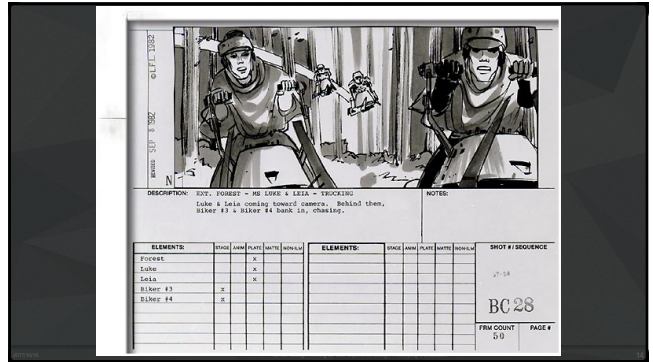 © L.F.L. 1982
REVISED SEP 8 1982
N
DESCRIPTION: EXT. FOREST - MS LUKE & LEIA - TRUCKING
NOTES:
Luke & Leia coming toward camera. Behind them,
Biker #3 & Biker #4 bank in, chasing.
ELEMENTS: STAGE ANIM PLATE MATTE NON-ILM ELEMENTS: STAGE ANIM PLATE MATTE NON-ILM SHOT # / SEQUENCE
Forest x
Luke x
Leia x
Biker #3 x
Biker #4 x
BC 28
FRM COUNT PAGE #
50
14